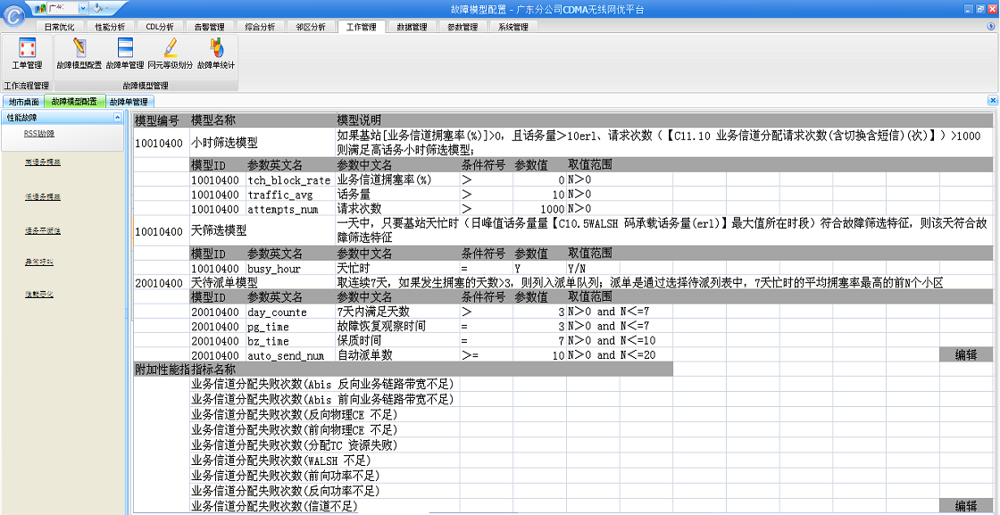 广东
故障模型配置 - 广东分公司CDMA无线网优平台
日常优化 性能分析 CDL分析 告警管理 综合分析 邻区分析 工作管理 数据管理 参数管理 系统管理
工单管理 故障模型配置 故障单管理 网元等级划分 故障单统计
工作流程管理 故障模型管理
地市桌面 故障模型配置 故障单管理
性能故障
RSSI故障
高话务拥塞
低话务拥塞
话务不均衡
异常呼叫
性能恶化
模型编号 模型名称 模型说明
10010400 小时筛选模型 如果基站[业务信道拥塞率(%)]>0, 且话务量>10erl、请求次数(【C11.10 业务信道分配请求次数(含切换含短信)(次)】)>1000
则满足高话务小时筛选模型;
模型ID 参数英文名 参数中文名 条件符号 参数值 取值范围
10010400 tch_block_rate 业务信道拥塞率(%) > 0 N>0
10010400 traffic_avg 话务量 > 10 N>0
10010400 attempts_num 请求次数 > 1000 N>0
10010400 天筛选模型 一天中, 只要基站天忙时(日峰值话务量量【C10.5WALSH 码承载话务量(erl)】最大值所在时段)符合故障筛选特征, 则该天符合故
障筛选特征
模型ID 参数英文名 参数中文名 条件符号 参数值 取值范围
10010400 busy_hour 天忙时 = Y Y/N
20010400 天待派单模型 取连续7天, 如果发生拥塞的天数>3, 则列入派单队列; 派单是通过选择待派列表中, 7天忙时的平均拥塞率最高的前N个小区
模型ID 参数英文名 参数中文名 条件符号 参数值 取值范围
20010400 day_counte 7天内满足天数 > 3 N>0 and N<=7
20010400 pg_time 故障恢复观察时间 = 3 N>0 and N<=7
20010400 bz_time 保质时间 = 7 N>0 and N<=10
20010400 auto_send_num 自动派单数 >= 10 N>0 and N<=20
编辑
附加性能指指标名称
业务信道分配失败次数(Abis 反向业务链路带宽不足)
业务信道分配失败次数(Abis 前向业务链路带宽不足)
业务信道分配失败次数(反向物理CE 不足)
业务信道分配失败次数(前向物理CE 不足)
业务信道分配失败次数(分配TC 资源失败)
业务信道分配失败次数(WALSH 不足)
业务信道分配失败次数(前向功率不足)
业务信道分配失败次数(反向功率不足)
业务信道分配失败次数(信道不足)
编辑